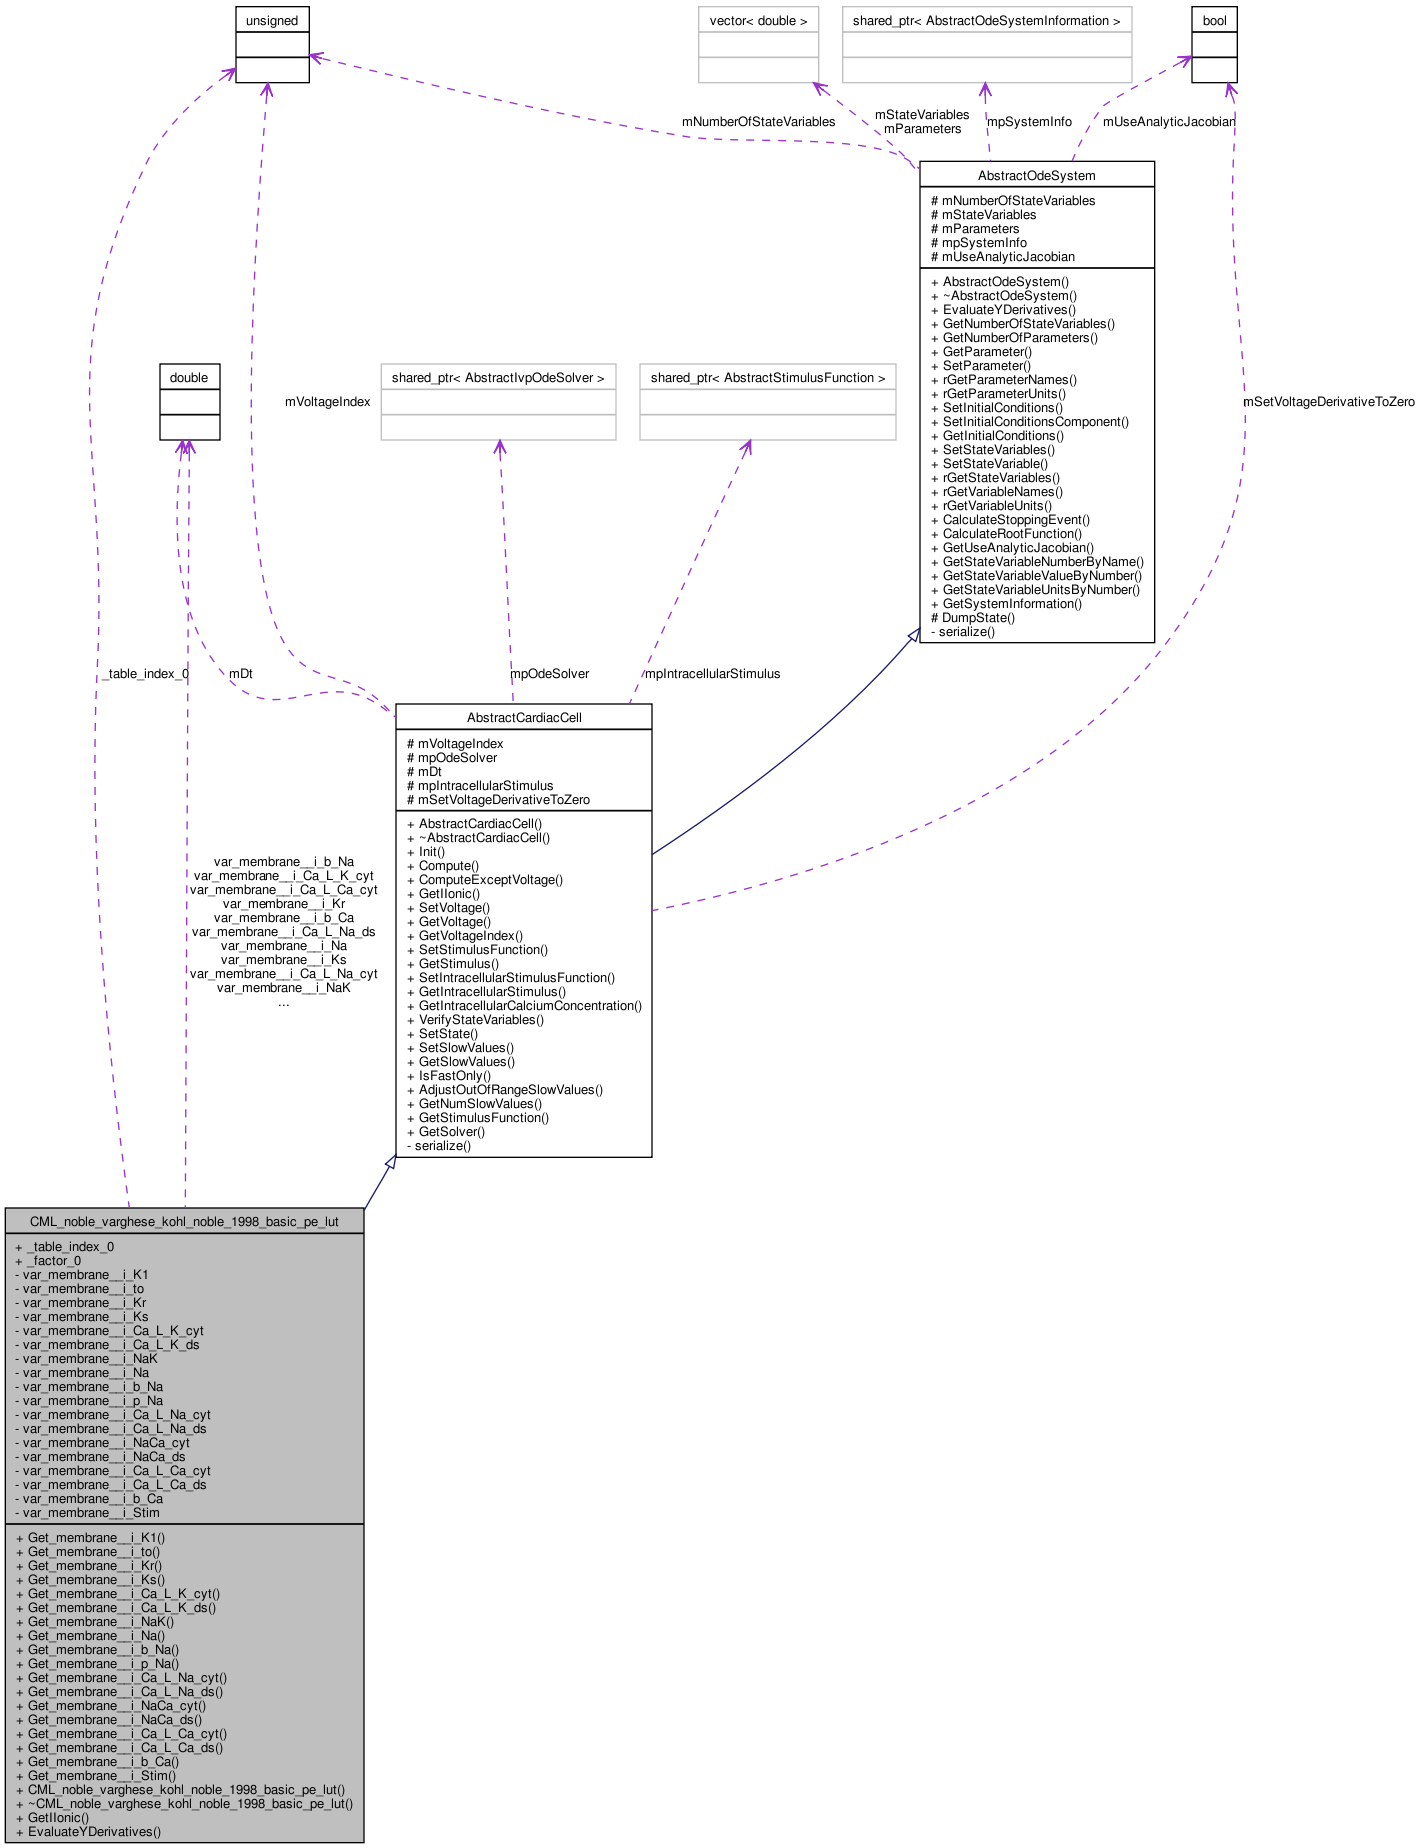 unsigned
vector< double >
shared_ptr< AbstractOdeSystemInformation >
bool
mNumberOfStateVariables
mStateVariables
mParameters
mpSystemInfo
mUseAnalyticJacobian
AbstractOdeSystem
# mNumberOfStateVariables
# mStateVariables
# mParameters
# mpSystemInfo
# mUseAnalyticJacobian
+ AbstractOdeSystem()
+ ~AbstractOdeSystem()
+ EvaluateYDerivatives()
+ GetNumberOfStateVariables()
+ GetNumberOfParameters()
+ GetParameter()
+ SetParameter()
+ rGetParameterNames()
+ rGetParameterUnits()
+ SetInitialConditions()
+ SetInitialConditionsComponent()
+ GetInitialConditions()
+ SetStateVariables()
+ SetStateVariable()
+ rGetStateVariables()
+ rGetVariableNames()
+ rGetVariableUnits()
+ CalculateStoppingEvent()
+ CalculateRootFunction()
+ GetUseAnalyticJacobian()
+ GetStateVariableNumberByName()
+ GetStateVariableValueByNumber()
+ GetStateVariableUnitsByNumber()
+ GetSystemInformation()
# DumpState()
- serialize()
double
shared_ptr< AbstractIvpOdeSolver >
shared_ptr< AbstractStimulusFunction >
mVoltageIndex
mSetVoltageDerivativeToZero
_table_index_0
mDt
mpOdeSolver
mpIntracellularStimulus
AbstractCardiacCell
# mVoltageIndex
# mpOdeSolver
# mDt
# mpIntracellularStimulus
# mSetVoltageDerivativeToZero
+ AbstractCardiacCell()
+ ~AbstractCardiacCell()
+ Init()
+ Compute()
+ ComputeExceptVoltage()
+ GetIIonic()
+ SetVoltage()
+ GetVoltage()
+ GetVoltageIndex()
+ SetStimulusFunction()
+ GetStimulus()
+ SetIntracellularStimulusFunction()
+ GetIntracellularStimulus()
+ GetIntracellularCalciumConcentration()
+ VerifyStateVariables()
+ SetState()
+ SetSlowValues()
+ GetSlowValues()
+ IsFastOnly()
+ AdjustOutOfRangeSlowValues()
+ GetNumSlowValues()
+ GetStimulusFunction()
+ GetSolver()
- serialize()
var_membrane__i_b_Na
var_membrane__i_Ca_L_K_cyt
var_membrane__i_Ca_L_Ca_cyt
var_membrane__i_Kr
var_membrane__i_b_Ca
var_membrane__i_Ca_L_Na_ds
var_membrane__i_Na
var_membrane__i_Ks
var_membrane__i_Ca_L_Na_cyt
var_membrane__i_NaK
...
CML_noble_varghese_kohl_noble_1998_basic_pe_lut
+ _table_index_0
+ _factor_0
- var_membrane__i_K1
- var_membrane__i_to
- var_membrane__i_Kr
- var_membrane__i_Ks
- var_membrane__i_Ca_L_K_cyt
- var_membrane__i_Ca_L_K_ds
- var_membrane__i_NaK
- var_membrane__i_Na
- var_membrane__i_b_Na
- var_membrane__i_p_Na
- var_membrane__i_Ca_L_Na_cyt
- var_membrane__i_Ca_L_Na_ds
- var_membrane__i_NaCa_cyt
- var_membrane__i_NaCa_ds
- var_membrane__i_Ca_L_Ca_cyt
- var_membrane__i_Ca_L_Ca_ds
- var_membrane__i_b_Ca
- var_membrane__i_Stim
+ Get_membrane__i_K1()
+ Get_membrane__i_to()
+ Get_membrane__i_Kr()
+ Get_membrane__i_Ks()
+ Get_membrane__i_Ca_L_K_cyt()
+ Get_membrane__i_Ca_L_K_ds()
+ Get_membrane__i_NaK()
+ Get_membrane__i_Na()
+ Get_membrane__i_b_Na()
+ Get_membrane__i_p_Na()
+ Get_membrane__i_Ca_L_Na_cyt()
+ Get_membrane__i_Ca_L_Na_ds()
+ Get_membrane__i_NaCa_cyt()
+ Get_membrane__i_NaCa_ds()
+ Get_membrane__i_Ca_L_Ca_cyt()
+ Get_membrane__i_Ca_L_Ca_ds()
+ Get_membrane__i_b_Ca()
+ Get_membrane__i_Stim()
+ CML_noble_varghese_kohl_noble_1998_basic_pe_lut()
+ ~CML_noble_varghese_kohl_noble_1998_basic_pe_lut()
+ GetIIonic()
+ EvaluateYDerivatives()